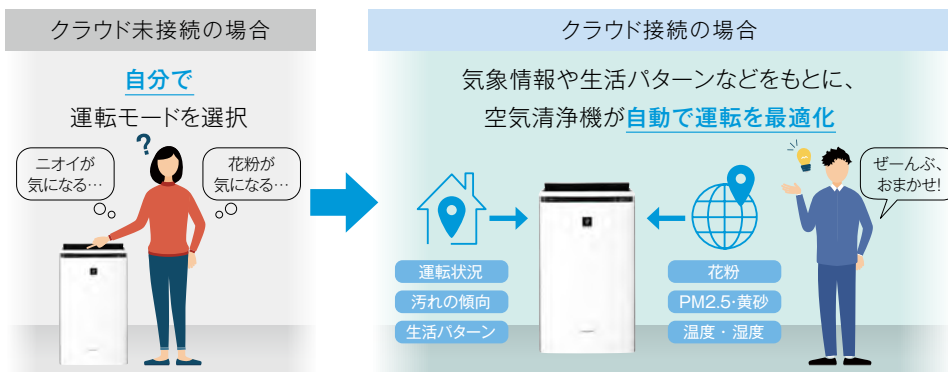 クラウド未接続の場合
自分で
運転モードを選択
?
ニオイが
気になる…
花粉が
気になる…
クラウド接続の場合
気象情報や生活パターンなどをもとに、
空気清浄機が自動で運転を最適化
ぜーんぶ、
おまかせ!
運転状況
汚れの傾向
生活パターン
花粉
PM2.5・黄砂
温度・湿度